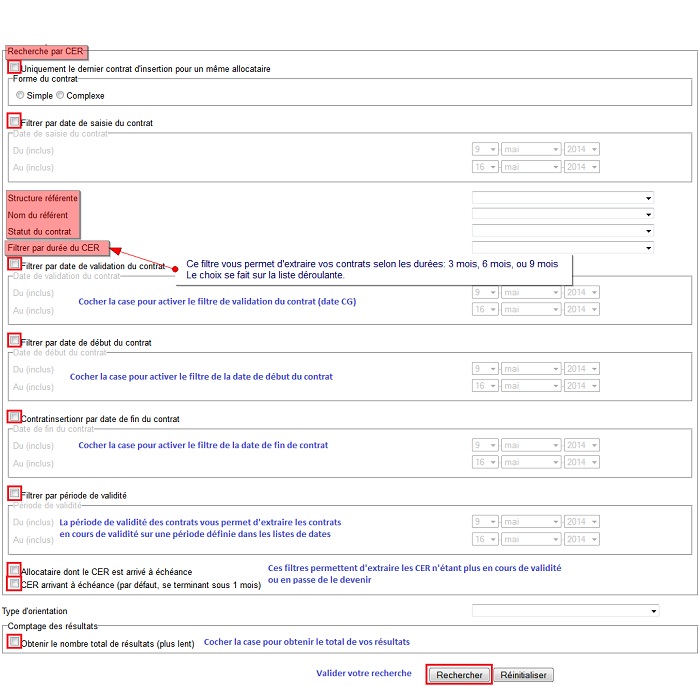 Recherche par CER
Uniquement le dernier contrat d'insertion pour un même allocataire
Forme du contrat
Simple Complexe
Filtrer par date de saisie du contrat
Date de saisie du contrat
Du (inclus) 9 - mai - 2014
Au (inclus) 16 - mai - 2014
Structure référente
Nom du référent
Statut du contrat
Filtrer par durée du CER
Ce filtre vous permet d'extraire vos contrats selon les durées: 3 mois, 6 mois, ou 9 mois
Le choix se fait sur la liste déroulante.
Filtrer par date de validation du contrat
Date de validation du contrat
Du (inclus) 9 - mai - 2014
Cocher la case pour activer le filtre de validation du contrat (date CG)
Au (inclus) 16 - mai - 2014
Filtrer par date de début du contrat
Date de début du contrat
Du (inclus) 9 - mai - 2014
Cocher la case pour activer le filtre de la date de début du contrat
Au (inclus) 16 - mai - 2014
Contratinsertionr par date de fin du contrat
Date de fin du contrat
Du (inclus) Cocher la case pour activer le filtre de la date de fin de contrat 9 - mai - 2014
Au (inclus) 16 - mai - 2014
Filtrer par période de validité
Période de validité
Du (inclus) La période de validité des contrats vous permet d'extraire les contrats 9 - mai - 2014
en cours de validité sur une période définie dans les listes de dates
Au (inclus) 16 - mai - 2014
Allocataire dont le CER est arrivé à échéance
Ces filtres permettent d'extraire les CER n'étant plus en cours de validité
ou en passe de le devenir
CER arrivant à échéance (par défaut, se terminant sous 1 mois)
Type d'orientation
Comptage des résultats
Obtenir le nombre total de résultats (plus lent) Cocher la case pour obtenir le total de vos résultats
Valider votre recherche Rechercher Réinitialiser